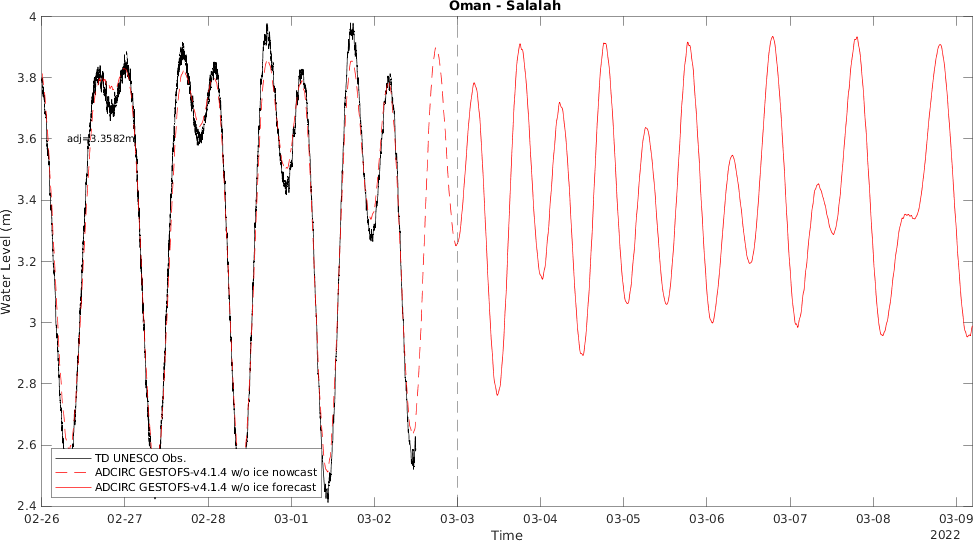 Oman - Salalah
Water Level (m)
4
3.8
3.6
3.4
3.2
3
2.8
2.6
2.4
adj=3.3582m
TD UNESCO Obs.
ADCIRC GESTOFS-v4.1.4 w/o ice nowcast
ADCIRC GESTOFS-v4.1.4 w/o ice forecast
02-26 02-27 02-28 03-01 03-02 03-03 03-04 03-05 03-06 03-07 03-08 03-09
Time
2022